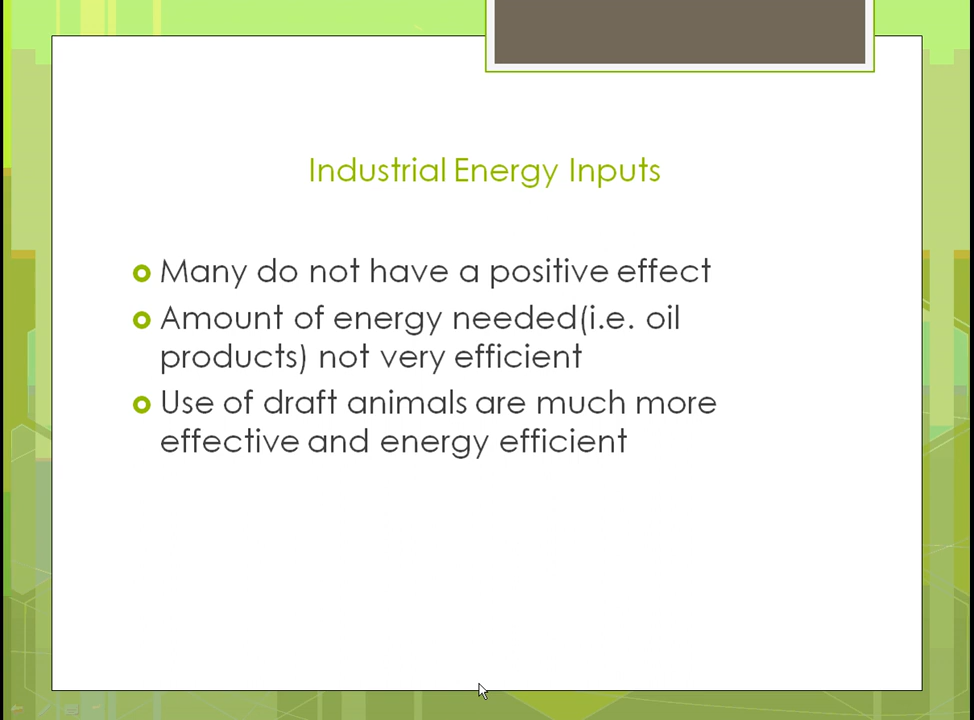 Industrial Energy Inputs
Many do not have a positive effect
Amount of energy needed(i.e. oil
products) not very efficient
Use of draft animals are much more
effective and energy efficient